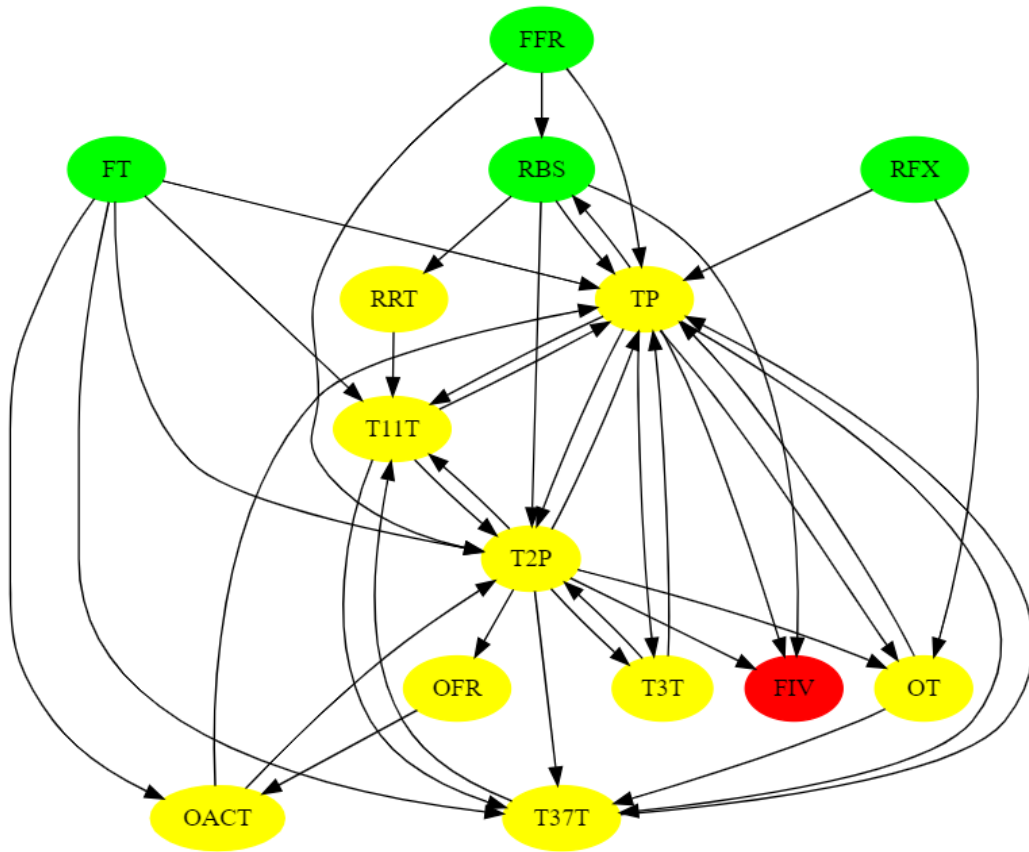 FFR
FT
RBS
RFX
RRT
TP
T11T
T2P
OFR
T3T
FIV
OT
OACT
T37T